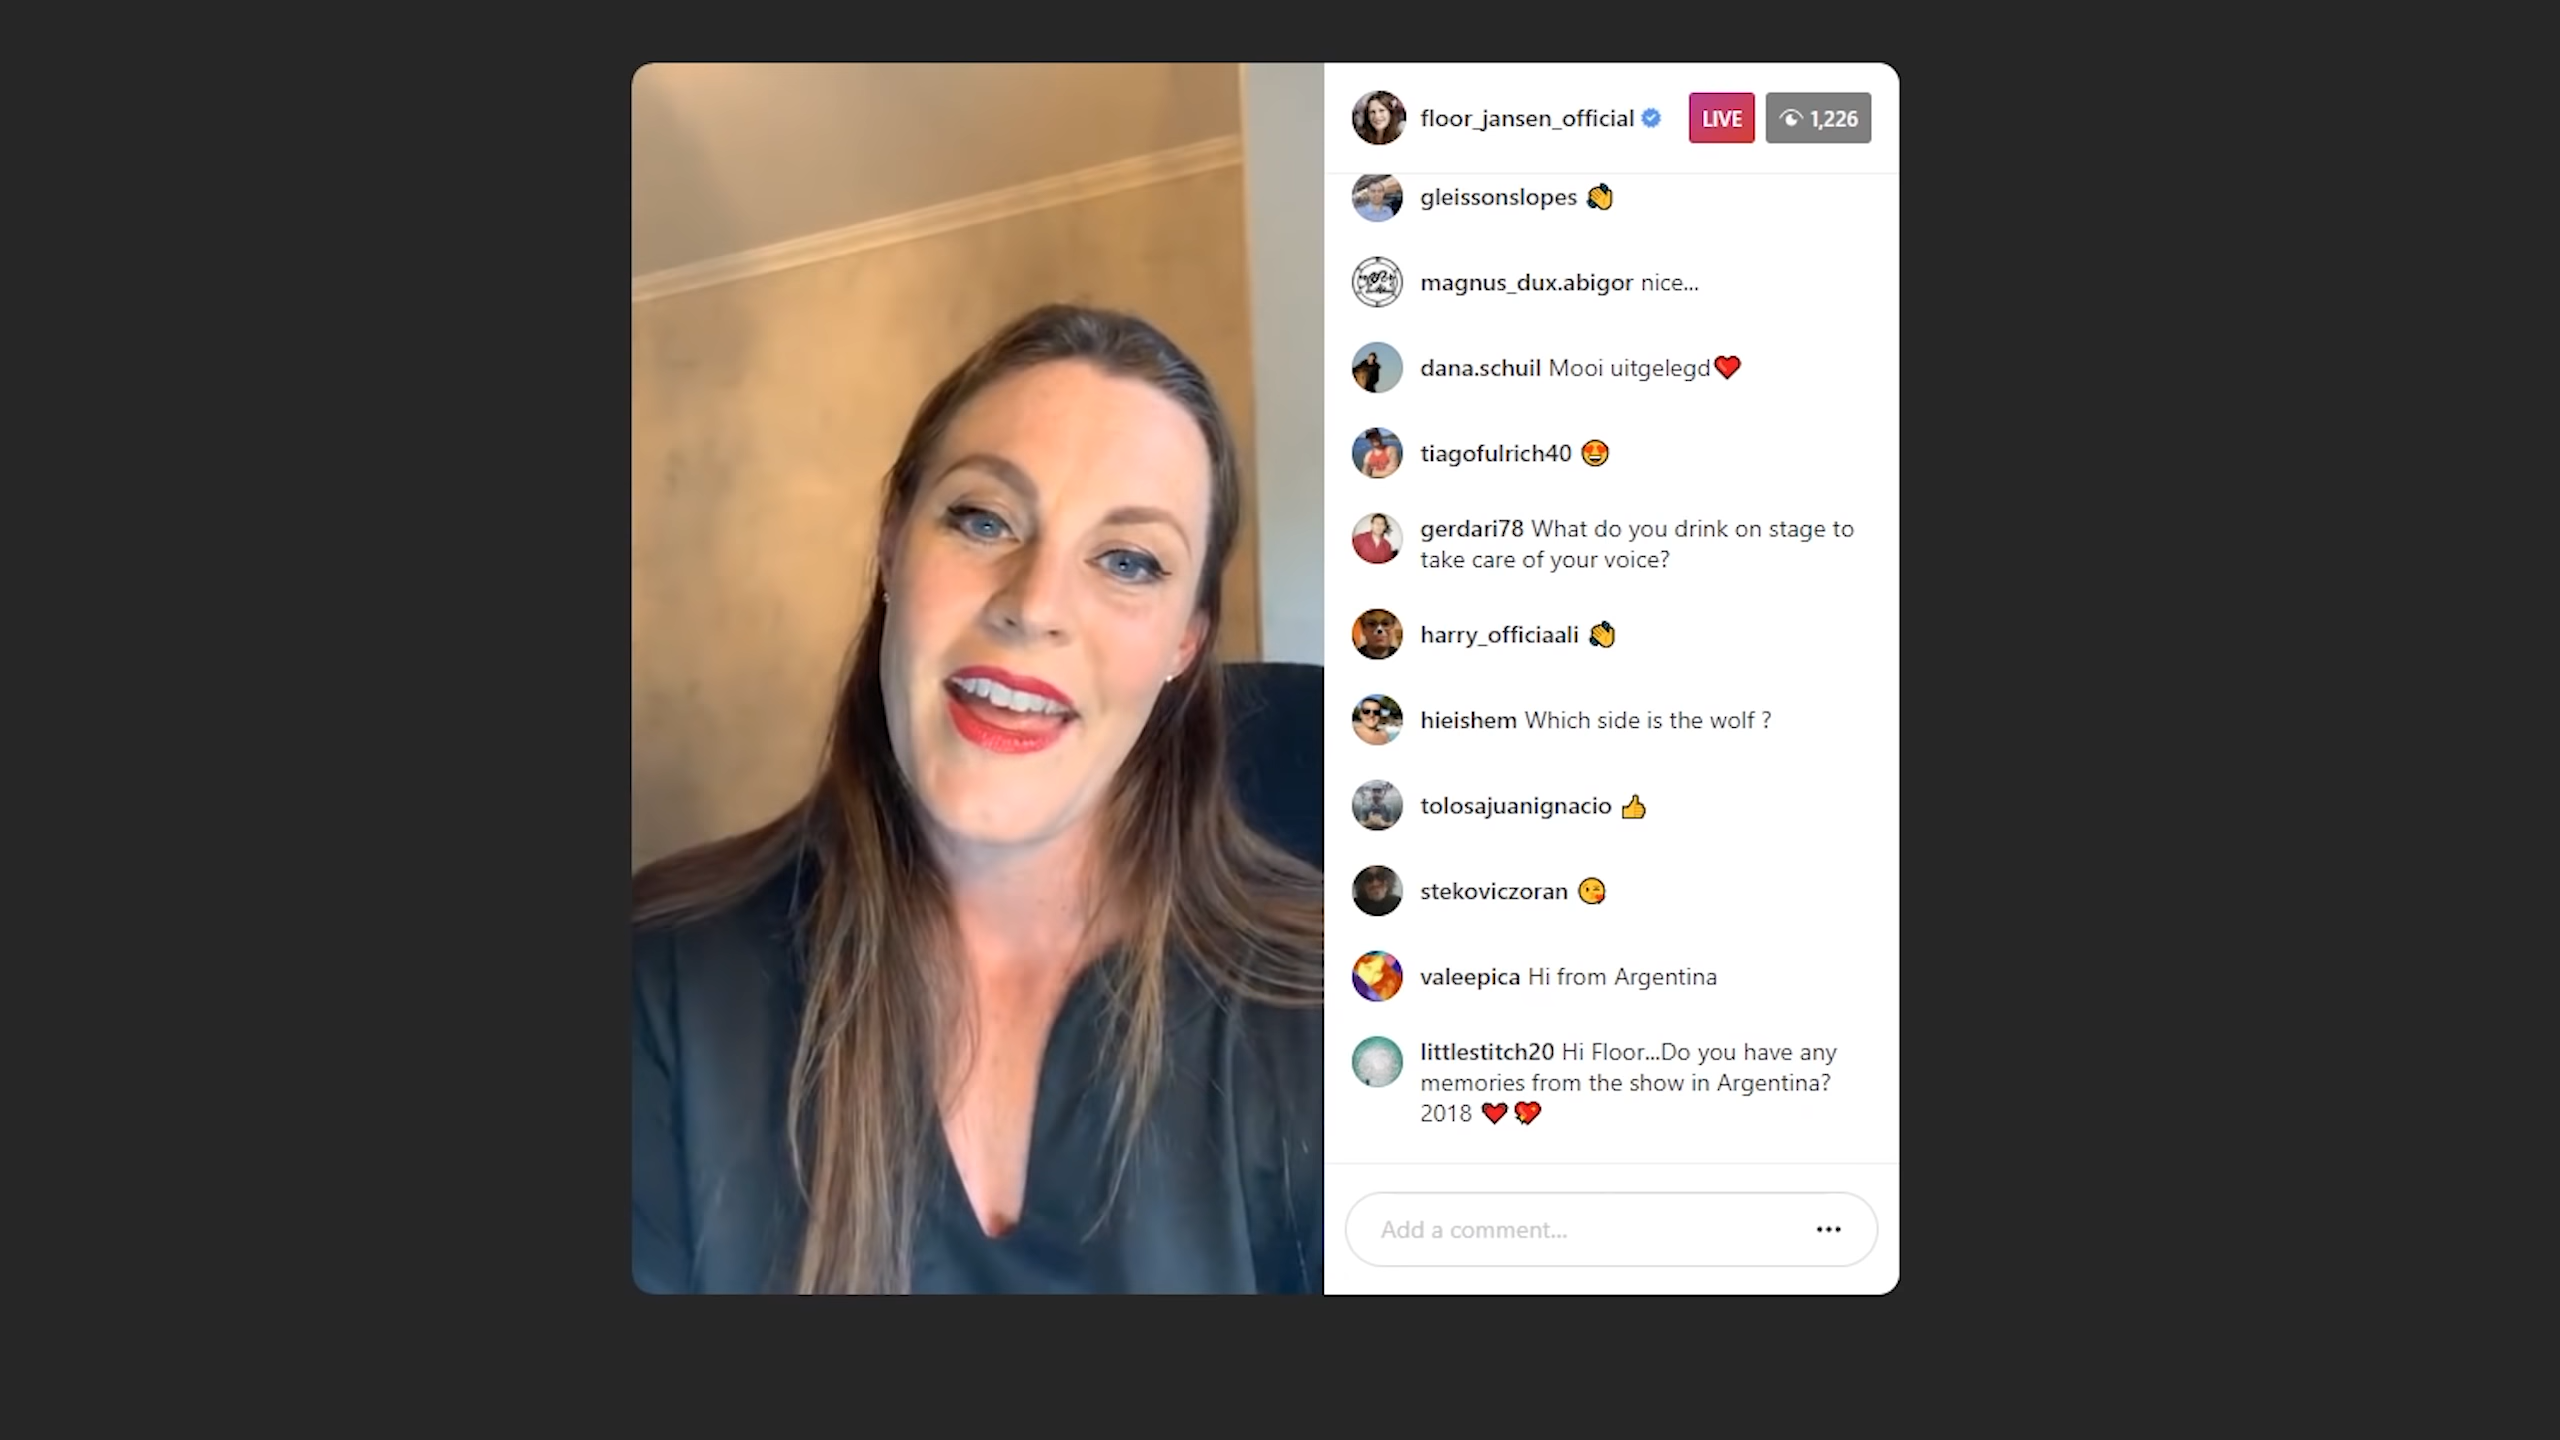 floor_jansen_official LIVE 1,226
gleissonslopes 👏
magnus_dux.abigor nice...
dana.schuil Mooi uitgelegd❤️
tiagofulrich40 😍
gerdari78 What do you drink on stage to
take care of your voice?
harry_officiaali 👏
hieishem Which side is the wolf ?
tolosajuanignacio 👍
stekoviczoran 😘
valeepica Hi from Argentina
littlestitch20 Hi Floor...Do you have any
memories from the show in Argentina?
2018 ❤️ 💖
Add a comment... •••